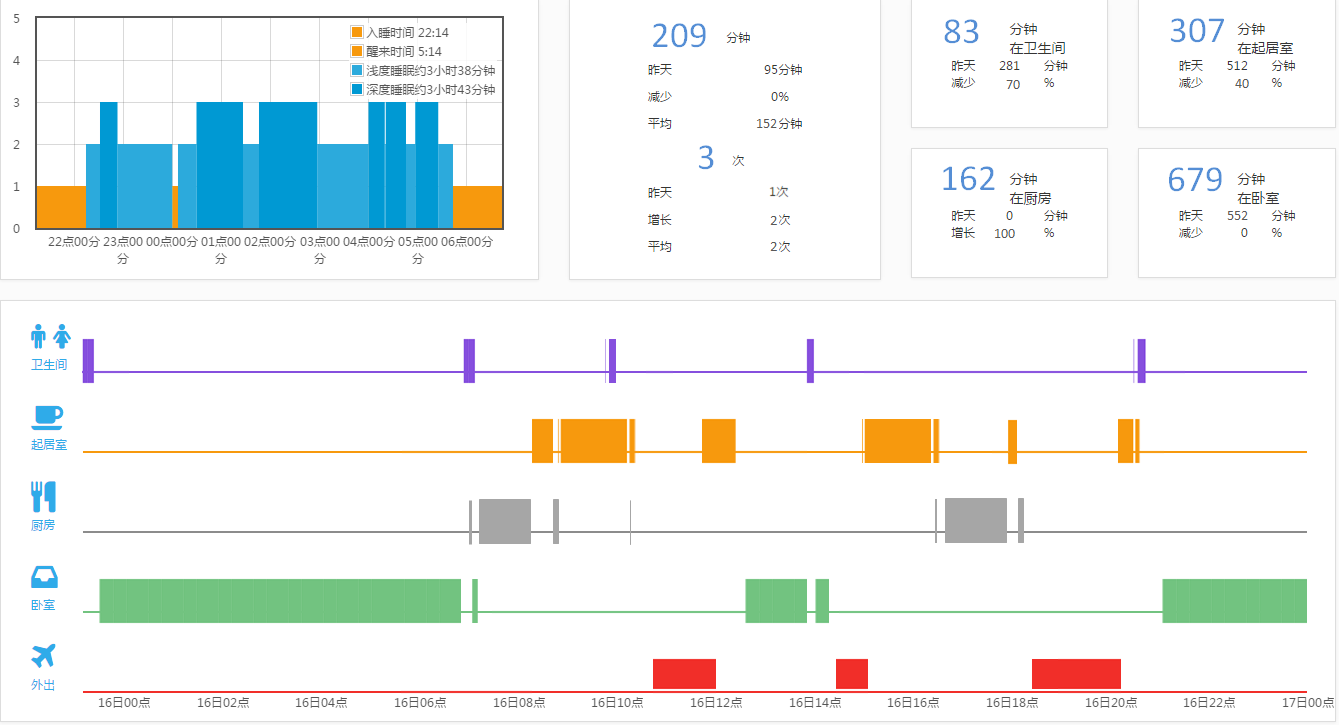 5
4
3
2
1
0
入睡时间 22:14
醒来时间 5:14
浅度睡眠约3小时38分钟
深度睡眠约3小时43分钟
22点00分 23点00分 00点00分 01点00分 02点00分 03点00分 04点00分 05点00分 06点00分
209 分钟
昨天 95分钟
减少 0%
平均 152分钟
3 次
昨天 1次
增长 2次
平均 2次
83 分钟
在卫生间
昨天 281 分钟
减少 70 %
307 分钟
在起居室
昨天 512 分钟
减少 40 %
162 分钟
在厨房
昨天 0 分钟
增长 100 %
679 分钟
在卧室
昨天 552 分钟
减少 0 %
卫生间
起居室
厨房
卧室
外出
16日00点 16日02点 16日04点 16日06点 16日08点 16日10点 16日12点 16日14点 16日16点 16日18点 16日20点 16日22点 17日00点